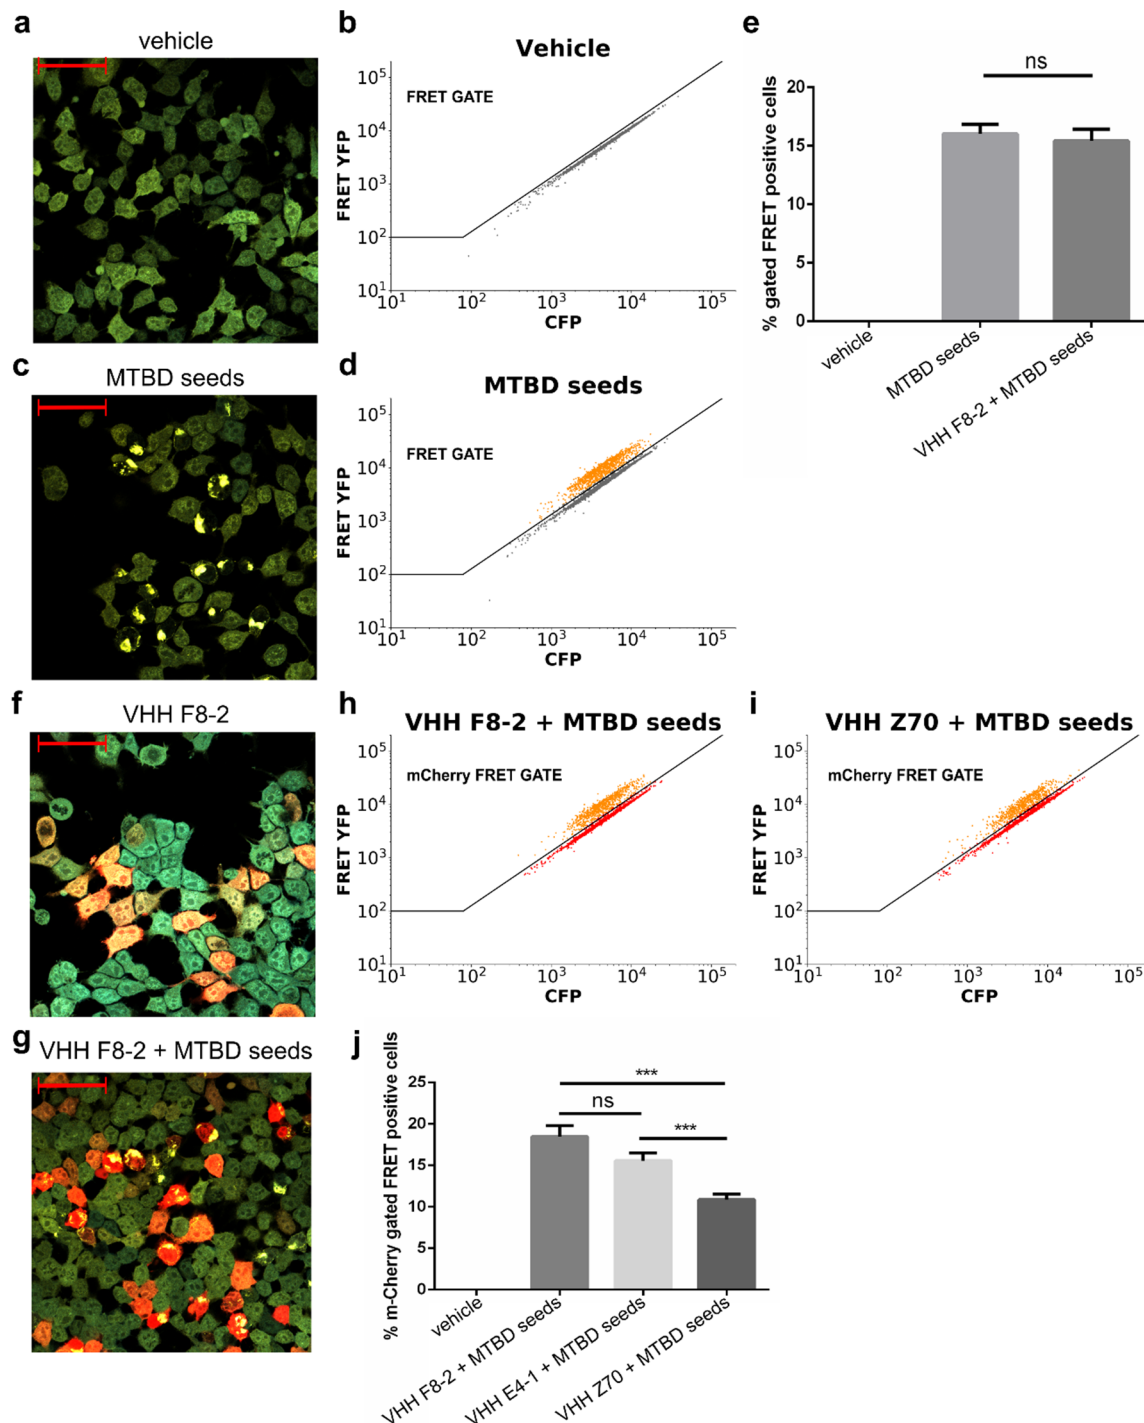 a
vehicle
b
Vehicle
FRET GATE
FRET YFP
10⁵
10⁴
10³
10²
10¹
10¹ 10² 10³ 10⁴ 10⁵
CFP
e
ns
% gated FRET positive cells
20
15
10
5
0
vehicle
MTBD seeds
VHH F8-2 + MTBD seeds
c
MTBD seeds
d
MTBD seeds
FRET GATE
FRET YFP
10⁵
10⁴
10³
10²
10¹
10¹ 10² 10³ 10⁴ 10⁵
CFP
f
VHH F8-2
h
VHH F8-2 + MTBD seeds
mCherry FRET GATE
FRET YFP
10⁵
10⁴
10³
10²
10¹
10¹ 10² 10³ 10⁴ 10⁵
CFP
i
VHH Z70 + MTBD seeds
mCherry FRET GATE
FRET YFP
10⁵
10⁴
10³
10²
10¹
10¹ 10² 10³ 10⁴ 10⁵
CFP
g
VHH F8-2 + MTBD seeds
j
% m-Cherry gated FRET positive cells
25
20
15
10
5
0
***
ns
***
vehicle
VHH F8-2 + MTBD seeds
VHH E4-1 + MTBD seeds
VHH Z70 + MTBD seeds